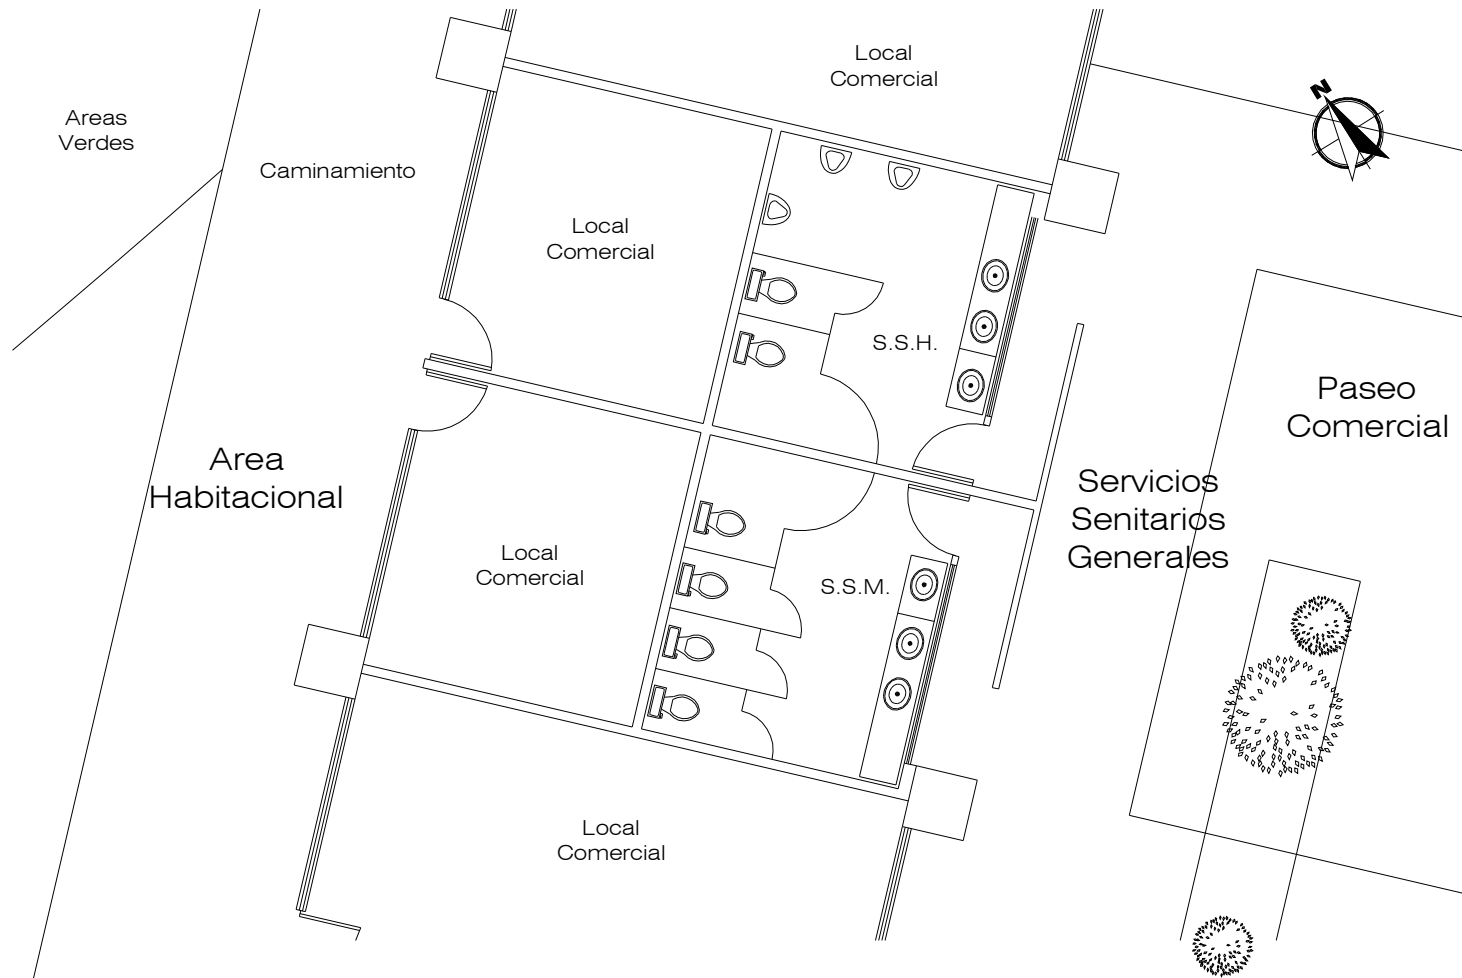 Local
Comercial
N
Areas
Verdes
Caminamiento
Local
Comercial
S.S.H.
Paseo
Comercial
Area
Habitacional
Servicios
Senitarios
Generales
Local
Comercial
S.S.M.
Local
Comercial